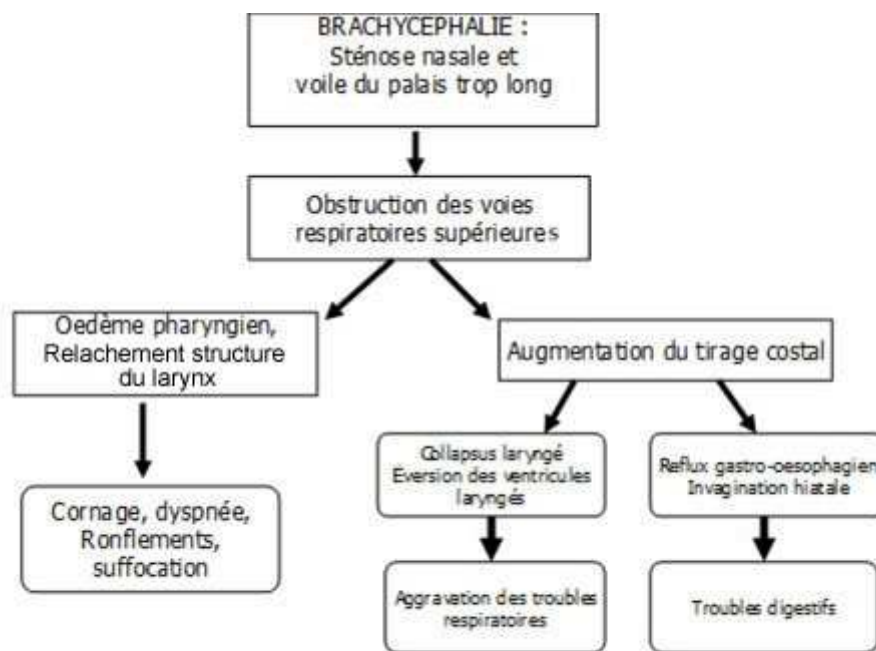 BRACHYCEPHALIE :
Sténose nasale et
voile du palais trop long
Obstruction des voies
respiratoires supérieures
Oedème pharyngien,
Relachement structure
du larynx
Augmentation du tirage costal
Collapsus larygé
Eversion des ventricules
laryngés
Reflux gastro-oesophagien
Invagination hiatale
Cornage, dyspnée,
Ronflements,
suffocation
Aggravation des troubles
respiratoires
Troubles digestifs